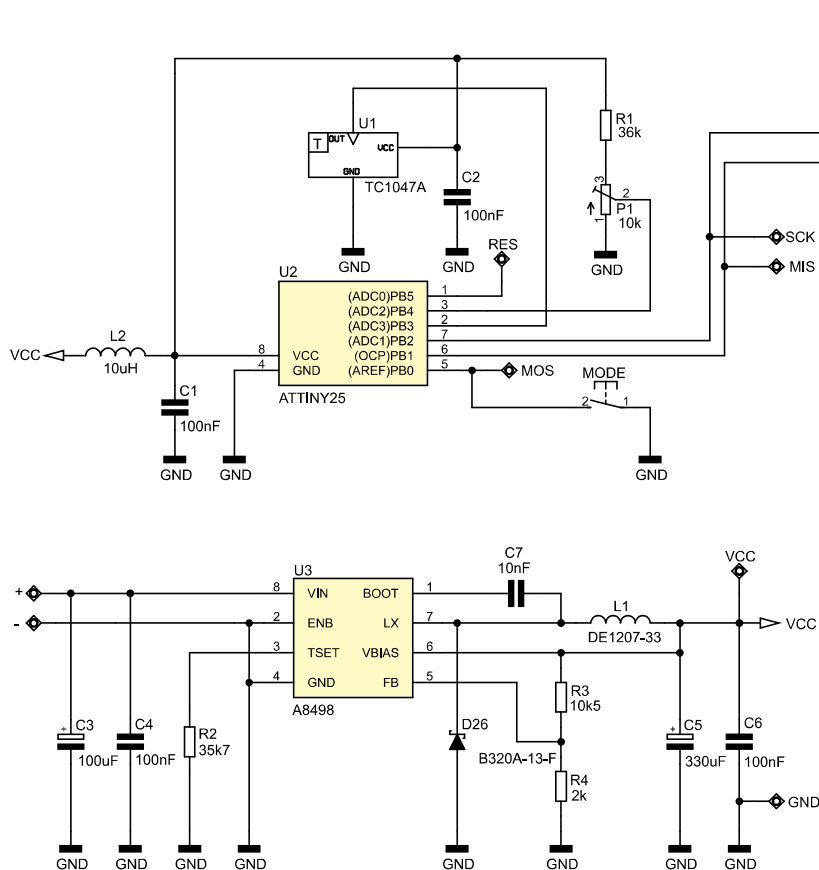 OUT U1
T VCC
GND
TC1047A
GND
C2
100nF
GND
R1
36k
3
2
P1
1 10k
GND
SCK
MIS
RES
U2
(ADC0)PB5 1
(ADC2)PB4 3
(ADC3)PB3 2
(ADC1)PB2 7
8 VCC (OCP)PB1 6
4 GND (AREF)PB0 5
ATTINY25
VCC
L2
10uH
C1
100nF
GND
GND
MOS
MODE
2 1
GND
U3
8 VIN BOOT 1
2 ENB LX 7
3 TSET VBIAS 6
4 GND FB 5
A8498
+
-
C7
10nF
L1
DE1207-33
VCC
VCC
+ C3
100uF
C4
100nF
R2
35k7
D26
B320A-13-F
R3
10k5
R4
2k
+ C5
330uF
C6
100nF
GND
GND
GND
GND
GND
GND
GND
GND
GND